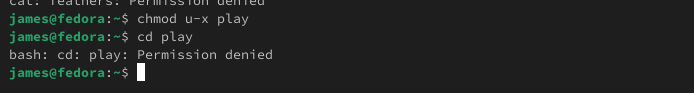 cat: feathers: Permission denied
james@fedora:~$ chmod u-x play
james@fedora:~$ cd play
bash: cd: play: Permission denied
james@fedora:~$